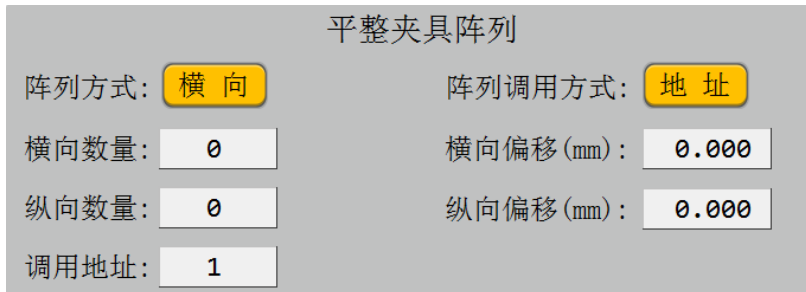 平整夹具阵列
阵列方式: 横 向 阵列调用方式: 地 址
横向数量: 0 横向偏移(mm): 0.000
纵向数量: 0 纵向偏移(mm): 0.000
调用地址: 1